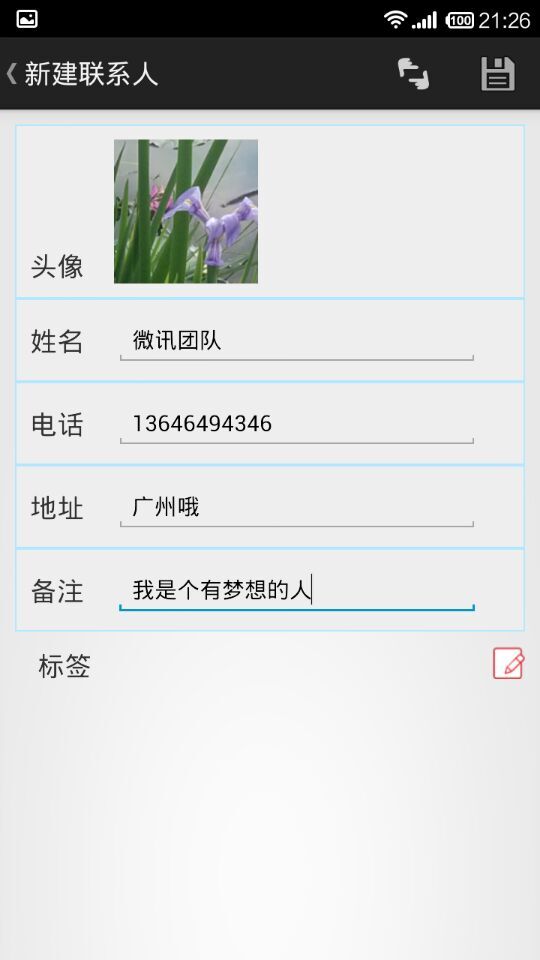 100 21:26
新建联系人
头像
姓名 微讯团队
电话 13646494346
地址 广州哦
备注 我是个有梦想的人
标签